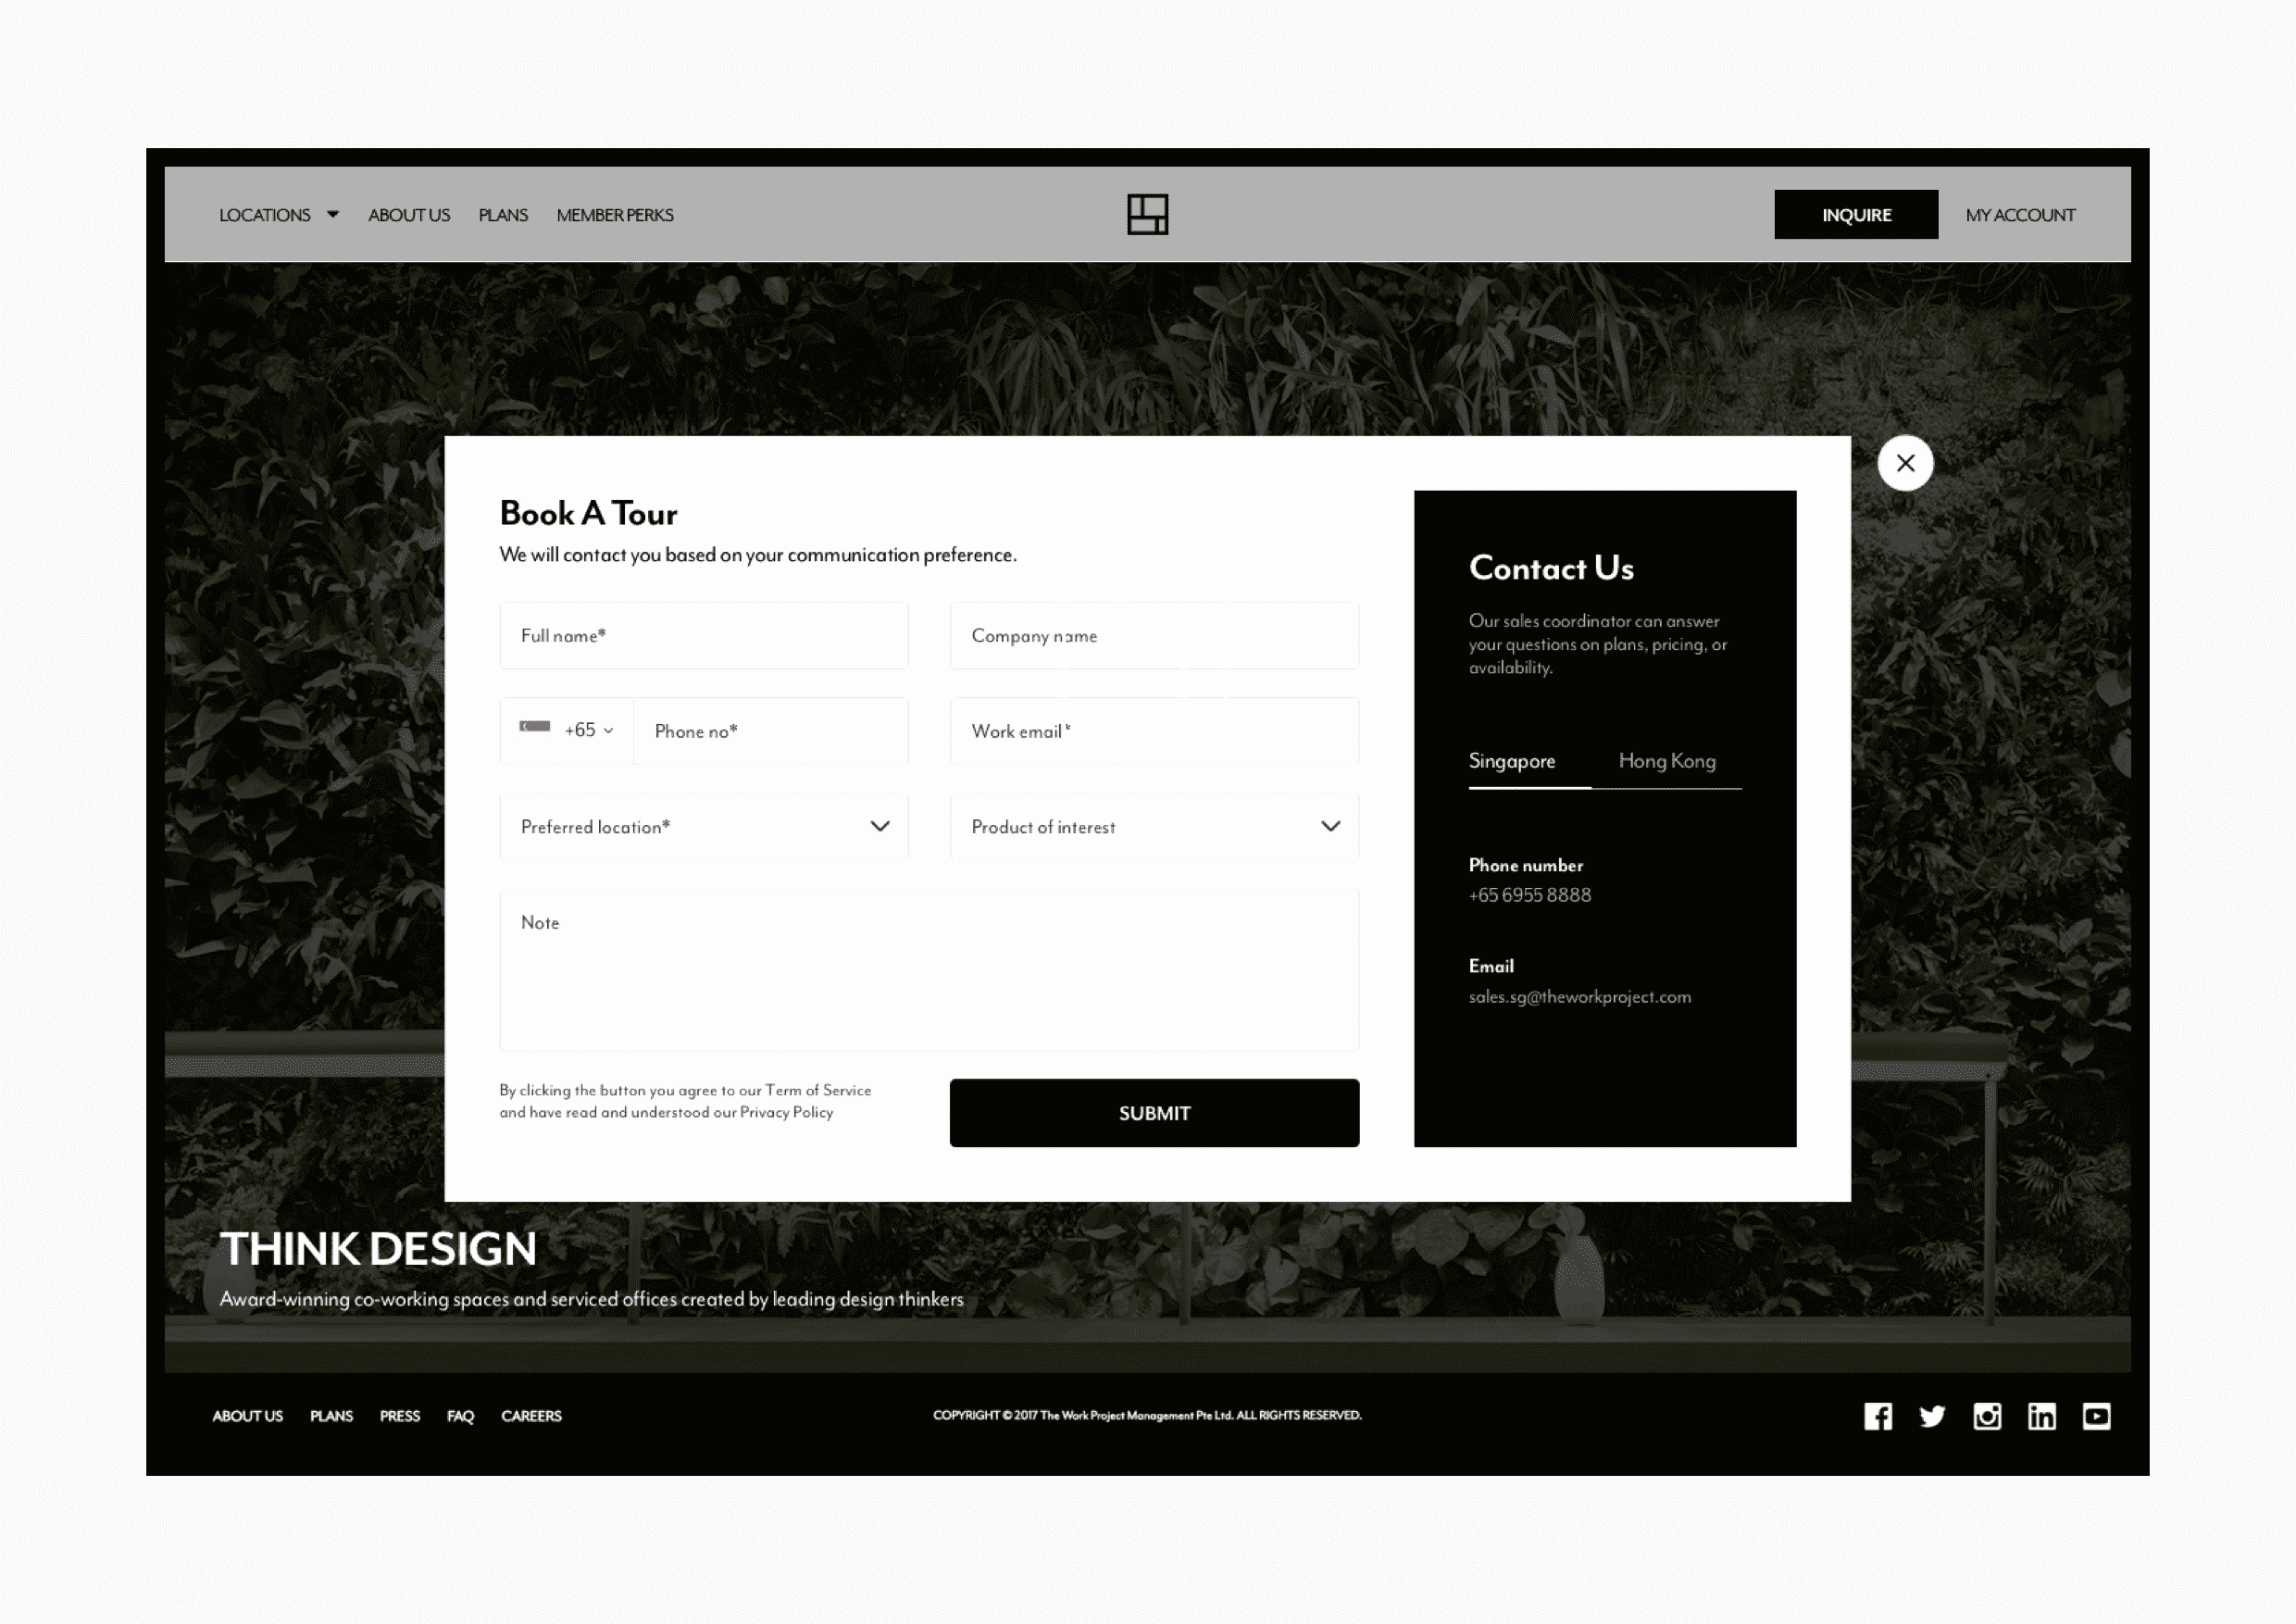 LOCATIONS
ABOUT US
PLANS
MEMBER PERKS
INQUIRE
MY ACCOUNT
Book A Tour
We will contact you based on your communication preference.
Full name*
Company name
+65
Phone no*
Work email*
Preferred location*
Product of interest
Note
By clicking the button you agree to our Term of Service
and have read and understood our Privacy Policy
SUBMIT
Contact Us
Our sales coordinator can answer
your questions on plans, pricing, or
availability.
Singapore
Hong Kong
Phone number
+65 6955 8888
Email
sales.sg@theworkproject.com
THINK DESIGN
Award-winning co-working spaces and serviced offices created by leading design thinkers
ABOUT US
PLANS
PRESS
FAQ
CAREERS
COPYRIGHT © 2017 The Work Project Management Pte Ltd. ALL RIGHTS RESERVED.